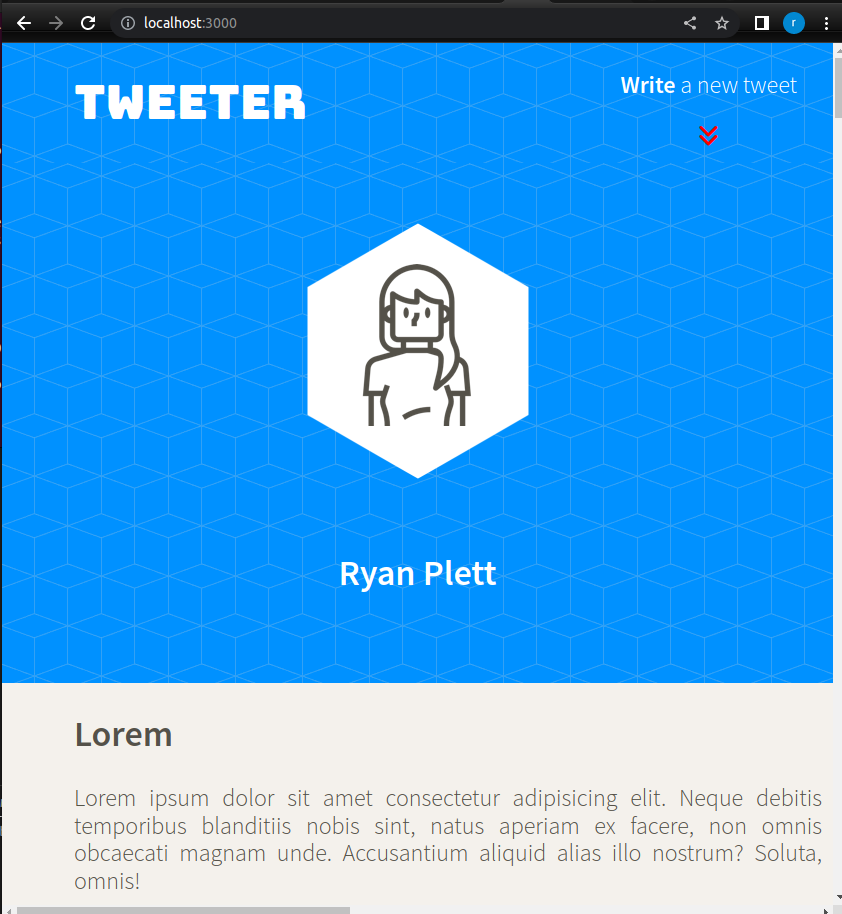 localhost:3000
r
TWEETER
Write a new tweet
Ryan Plett
Lorem
Lorem ipsum dolor sit amet consectetur adipisicing elit. Neque debitis
temporibus blanditiis nobis sint, natus aperiam ex facere, non omnis
obcaecati magnam unde. Accusantium aliquid alias illo nostrum? Soluta,
omnis!